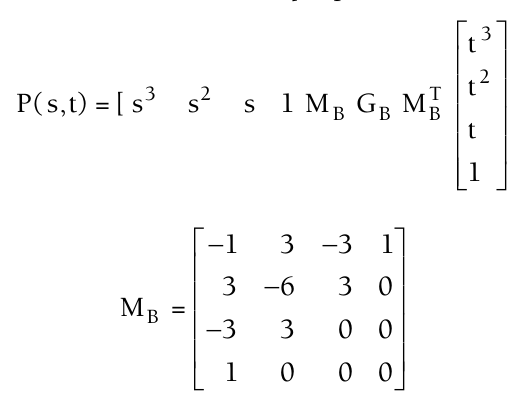 P(s,t) = [ s³ s² s 1 M_B G_B M_B^T [ t³
t²
t
1 ]
M_B = [ −1 3 −3 1
3 −6 3 0
−3 3 0 0
1 0 0 0 ]